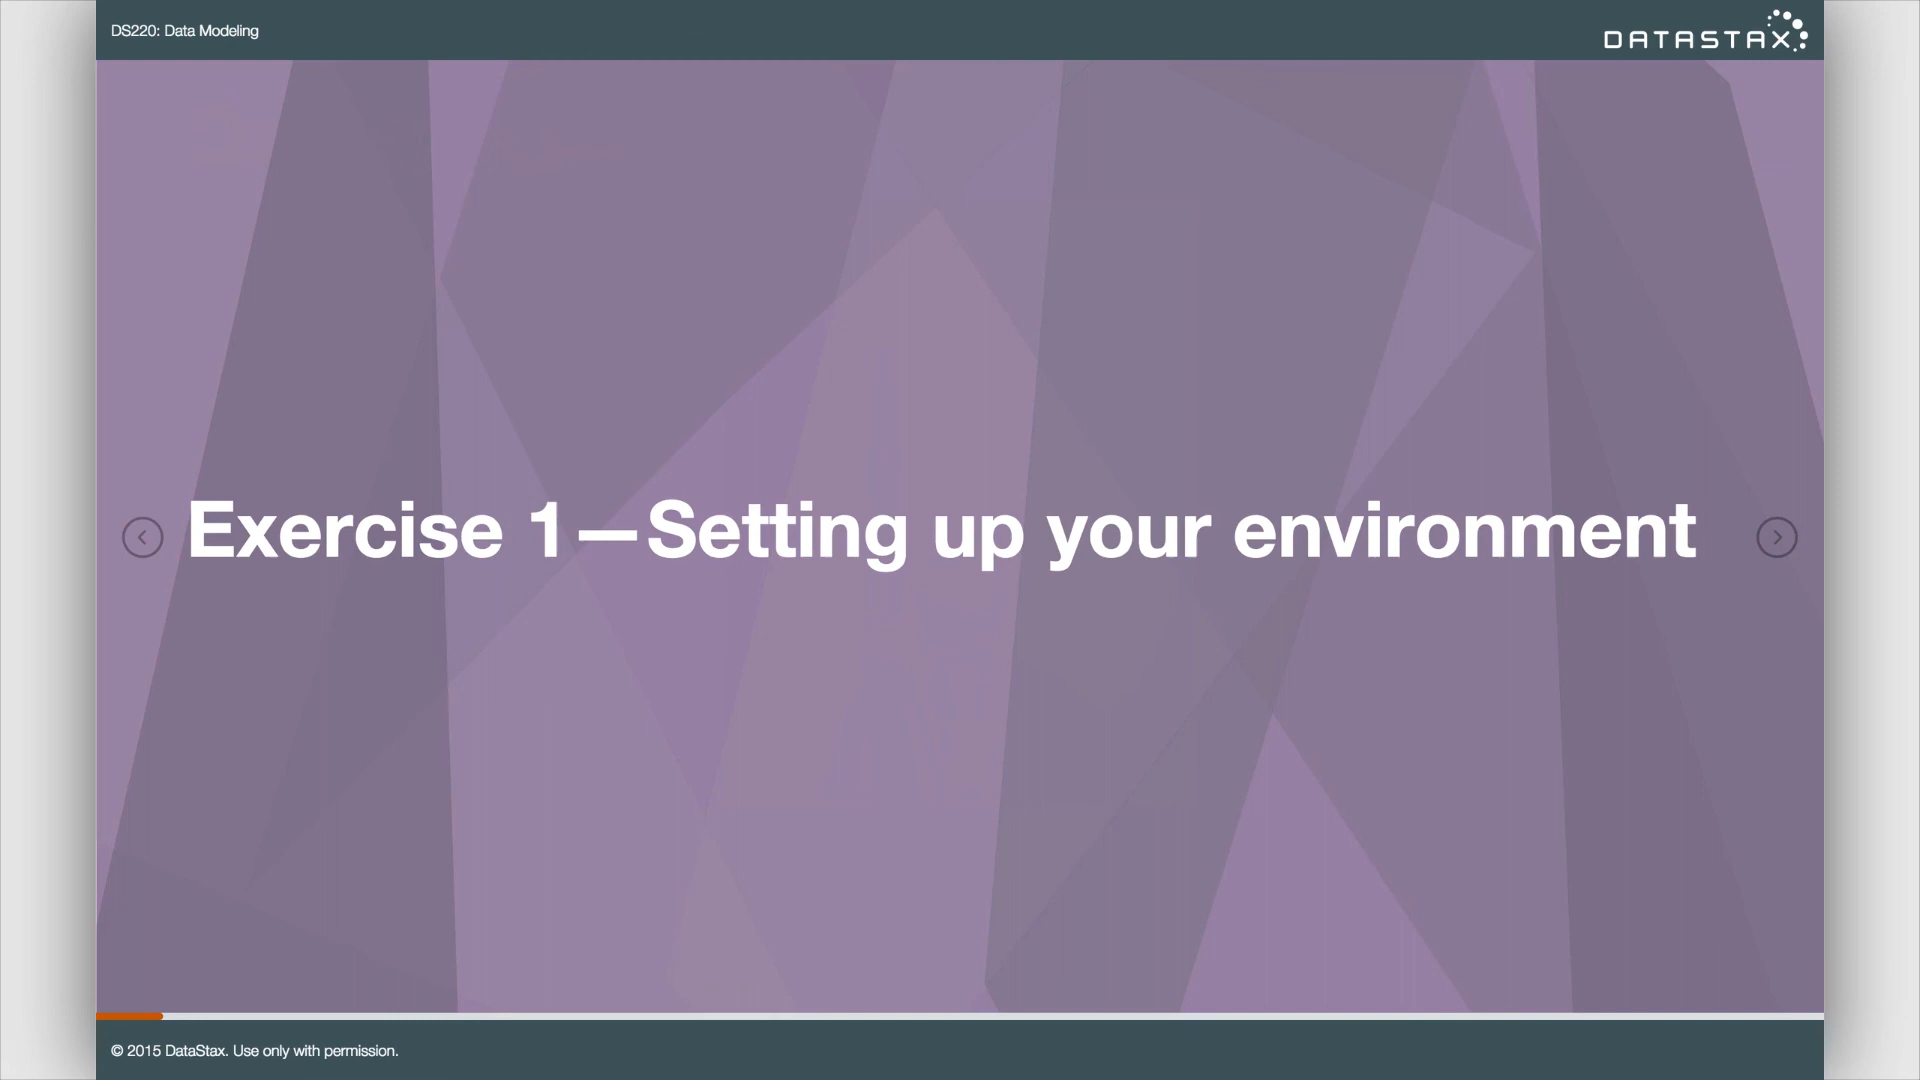 DS220: Data Modeling
DATASTAX
Exercise 1—Setting up your environment
© 2015 DataStax. Use only with permission.